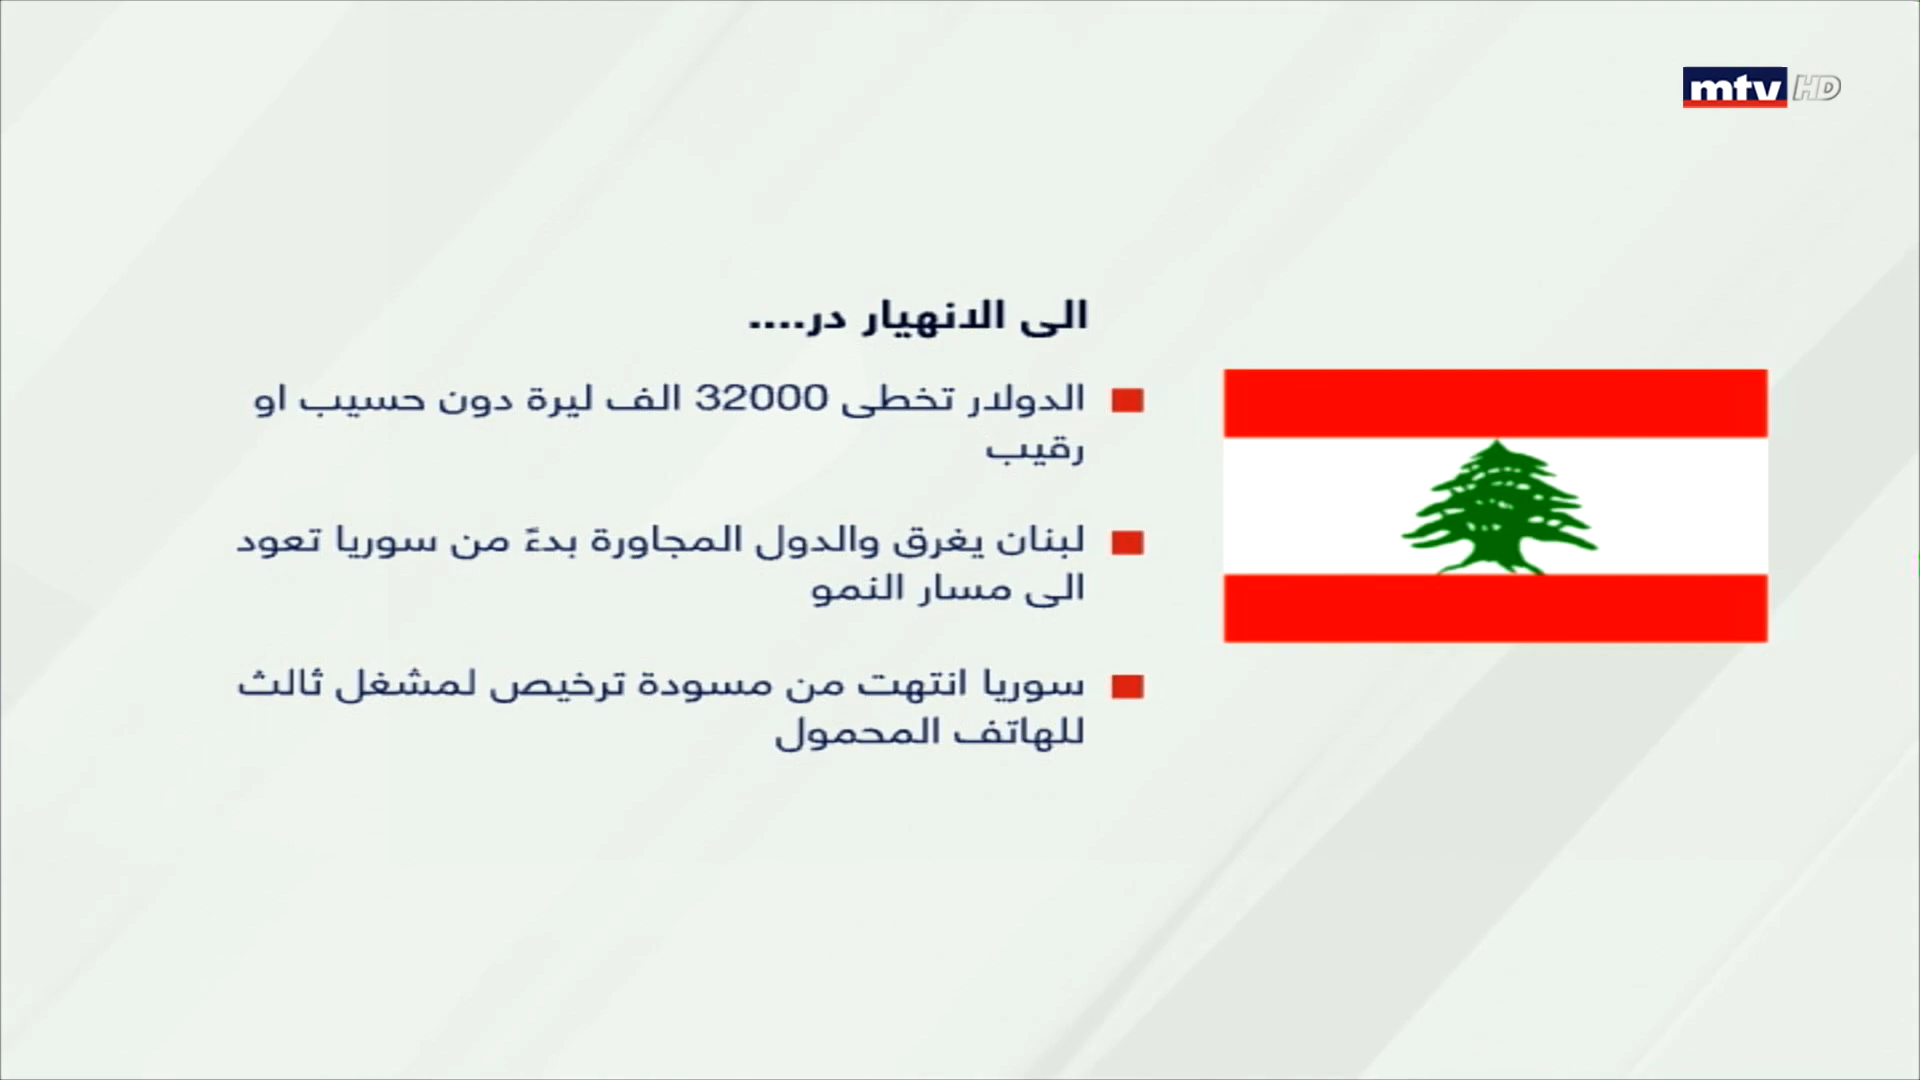 mtv HD
الى الانهيار در....
الدولار تخطى 32000 الف ليرة دون حسيب او
رقيب
لبنان يغرق والدول المجاورة بدءً من سوريا تعود
الى مسار النمو
سوريا انتهت من مسودة ترخيص لمشغل ثالث
للهاتف المحمول